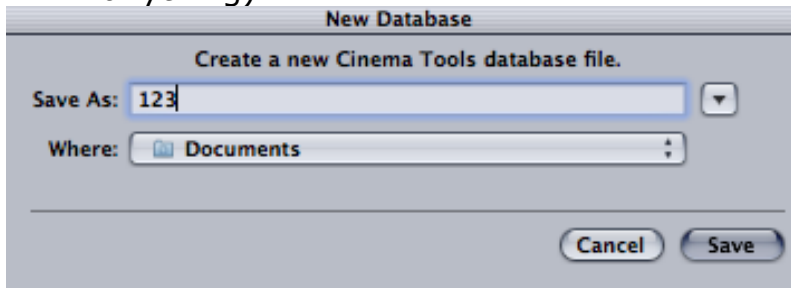 New Database
Create a new Cinema Tools database file.
Save As: 123
Where: Documents
Cancel Save